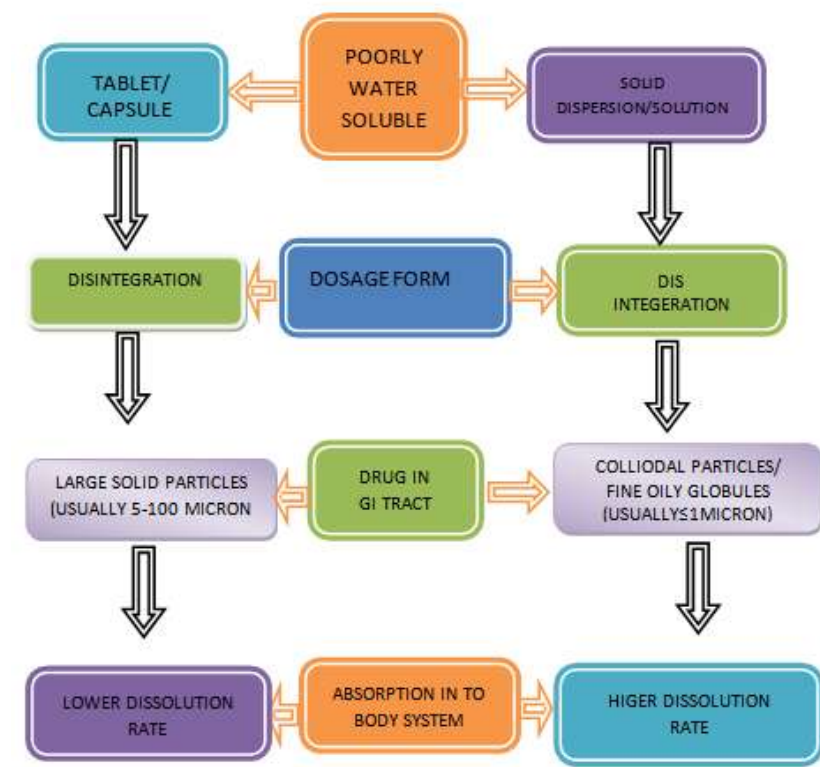 TABLET/
CAPSULE
POORLY
WATER
SOLUBLE
SOLID
DISPERSION/SOLUTION
DISINTEGRATION
DOSAGE FORM
DIS
INTEGERATION
LARGE SOLID PARTICLES
(USUALLY 5-100 MICRON
DRUG IN
GI TRACT
COLLIODAL PARTICLES/
FINE OILY GLOBULES
(USUALLY≤1MICRON)
LOWER DISSOLUTION
RATE
ABSORPTION IN TO
BODY SYSTEM
HIGER DISSOLUTION
RATE